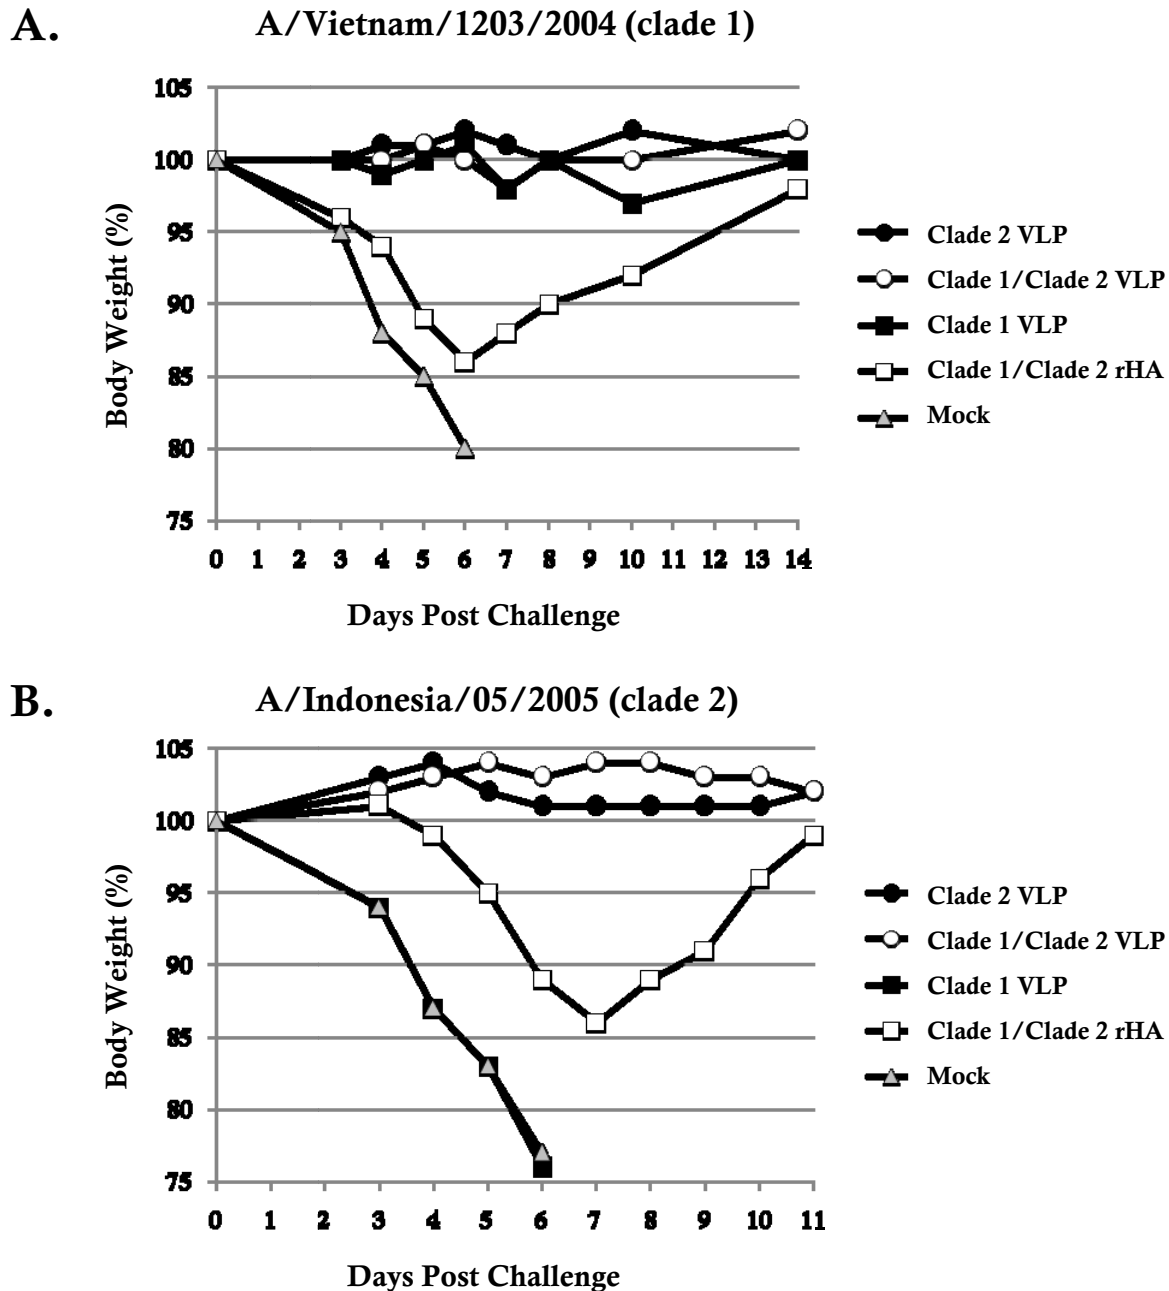 A.
A/Vietnam/1203/2004 (clade 1)
105
100
95
90
85
80
75
0 1 2 3 4 5 6 7 8 9 10 11 12 13 14
Body Weight (%)
Days Post Challenge
Clade 2 VLP
Clade 1/Clade 2 VLP
Clade 1 VLP
Clade 1/Clade 2 rHA
Mock
B.
A/Indonesia/05/2005 (clade 2)
105
100
95
90
85
80
75
0 1 2 3 4 5 6 7 8 9 10 11
Body Weight (%)
Days Post Challenge
Clade 2 VLP
Clade 1/Clade 2 VLP
Clade 1 VLP
Clade 1/Clade 2 rHA
Mock